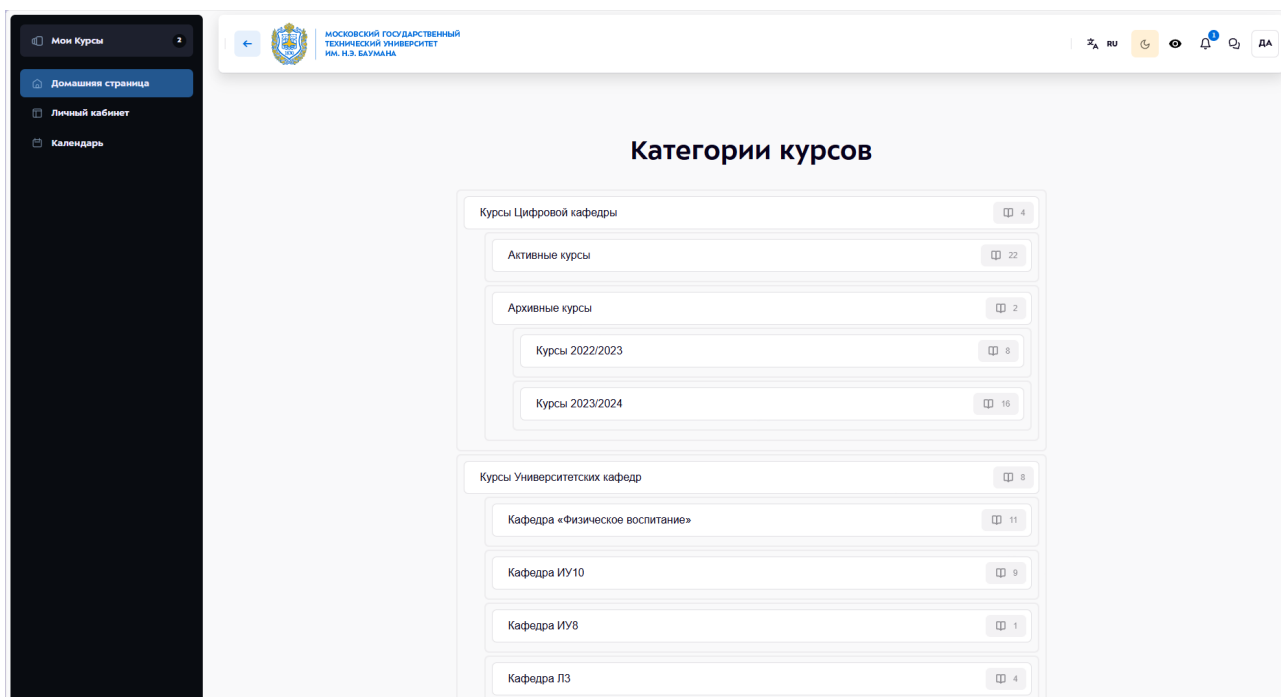 Мои Курсы 2
Домашняя страница
Личный кабинет
Календарь
МОСКОВСКИЙ ГОСУДАРСТВЕННЫЙ
ТЕХНИЧЕСКИЙ УНИВЕРСИТЕТ
ИМ. Н.Э. БАУМАНА
RU
1
ДА
Категории курсов
Курсы Цифровой кафедры 4
Активные курсы 22
Архивные курсы 2
Курсы 2022/2023 8
Курсы 2023/2024 16
Курсы Университетских кафедр 8
Кафедра «Физическое воспитание» 11
Кафедра ИУ10 9
Кафедра ИУ8 1
Кафедра Л3 4